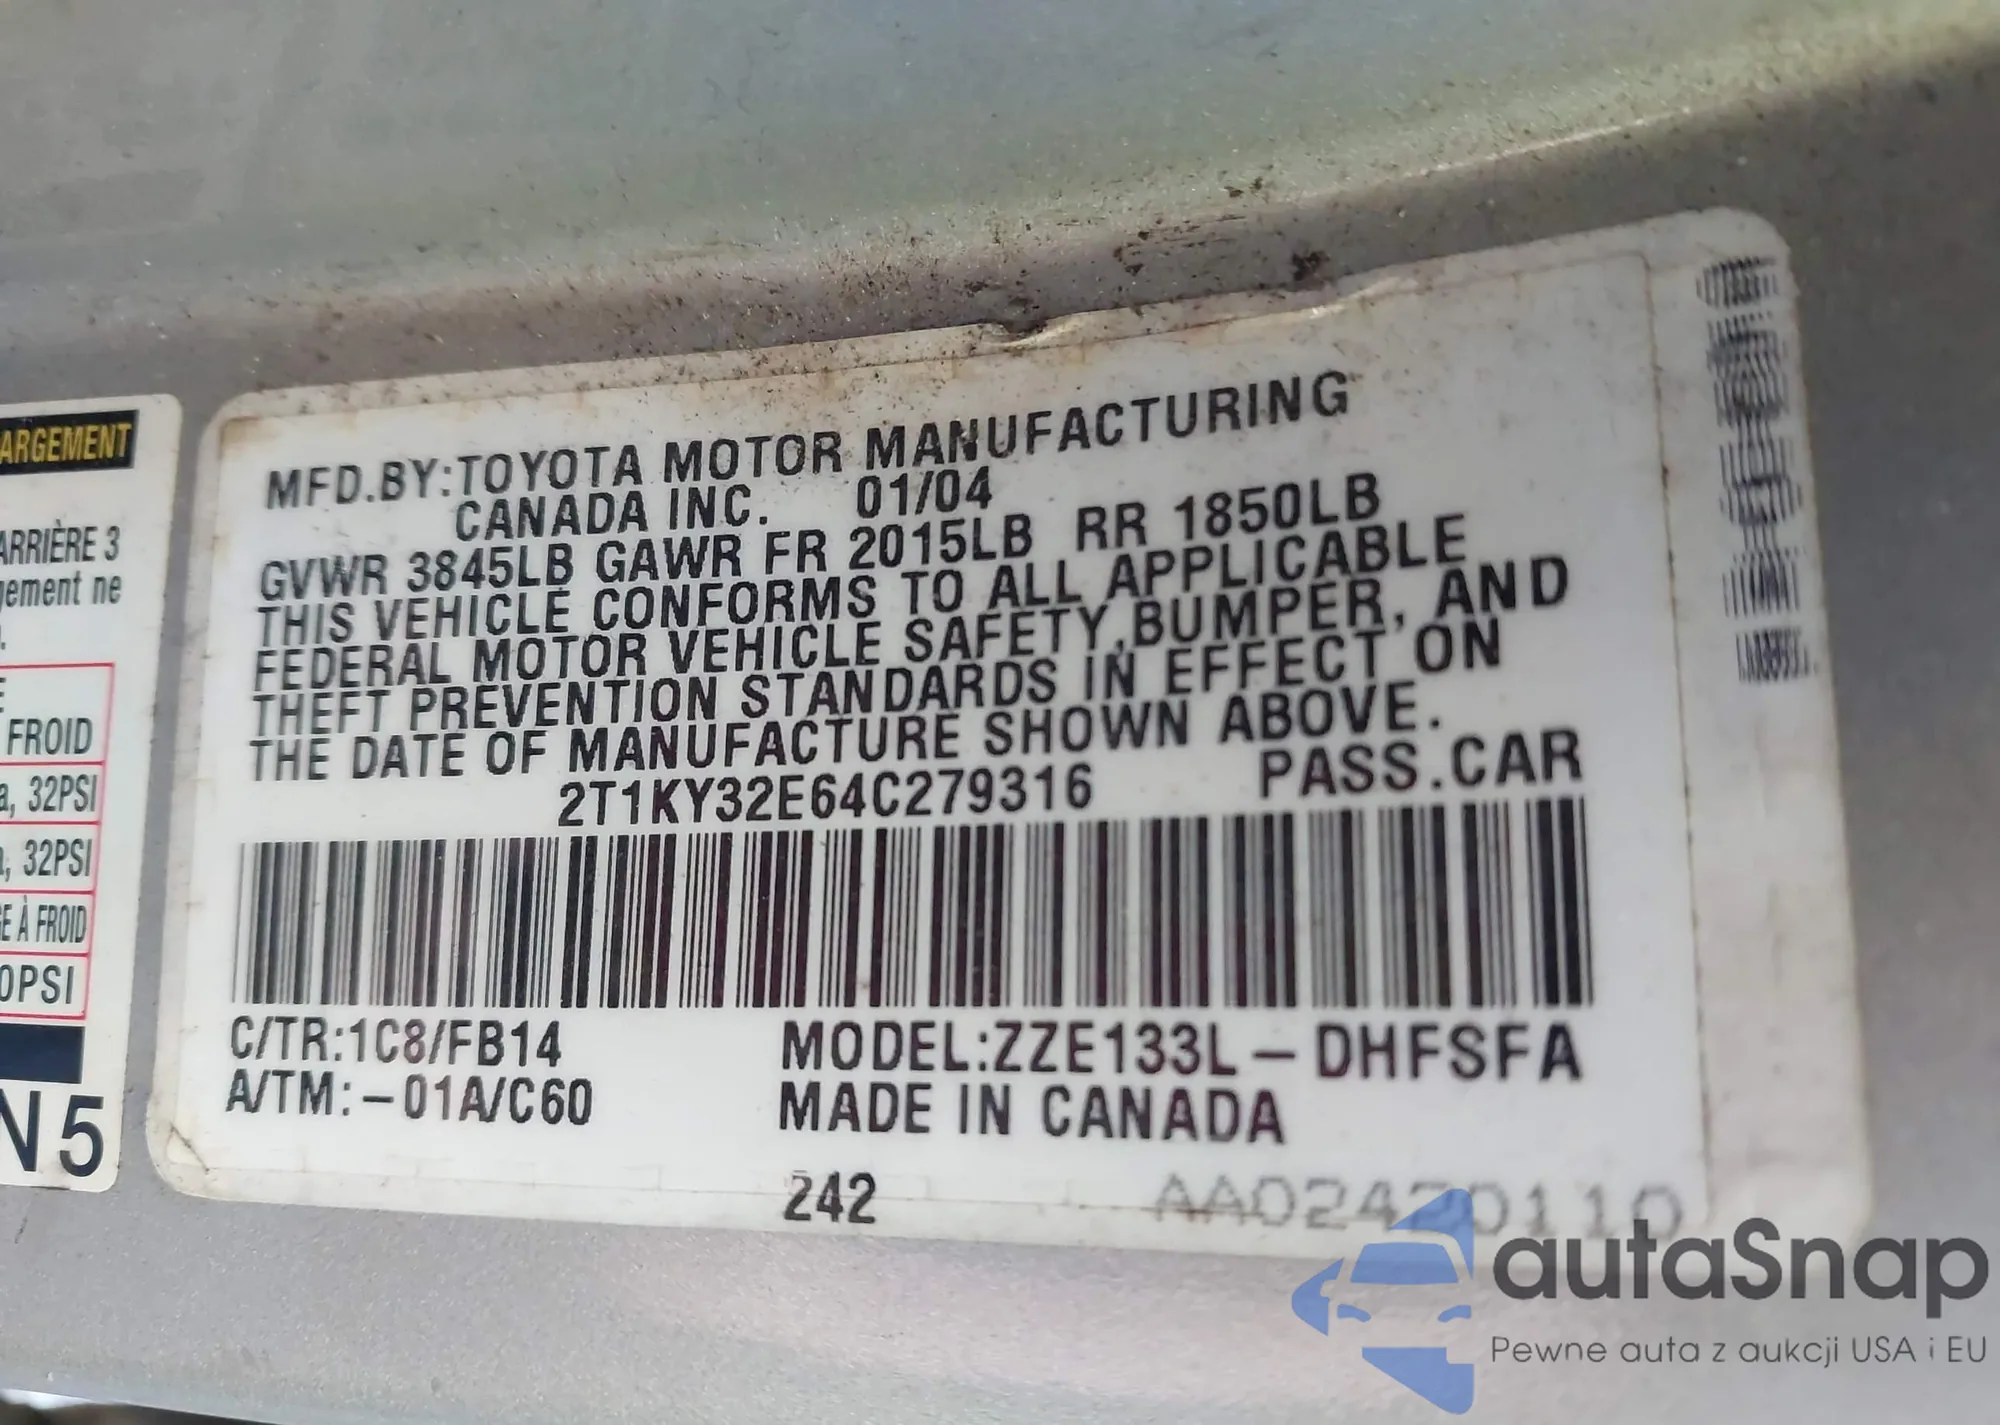 ARGEMENT
ARRIÈRE 3
gement ne
FROID
32PSI
32PSI
E À FROID
0PSI
N5
MFD.BY:TOYOTA MOTOR MANUFACTURING
CANADA INC. 01/04
GVWR 3845LB GAWR FR 2015LB RR 1850LB
THIS VEHICLE CONFORMS TO ALL APPLICABLE
FEDERAL MOTOR VEHICLE SAFETY,BUMPER, AND
THEFT PREVENTION STANDARDS IN EFFECT ON
THE DATE OF MANUFACTURE SHOWN ABOVE.
2T1KY32E64C279316 PASS.CAR
C/TR:1C8/FB14 MODEL:ZZE133L-DHFSFA
A/TM:-01A/C60 MADE IN CANADA
242 AA02420110
autaSnap
Pewne auta z aukcji USA i EU